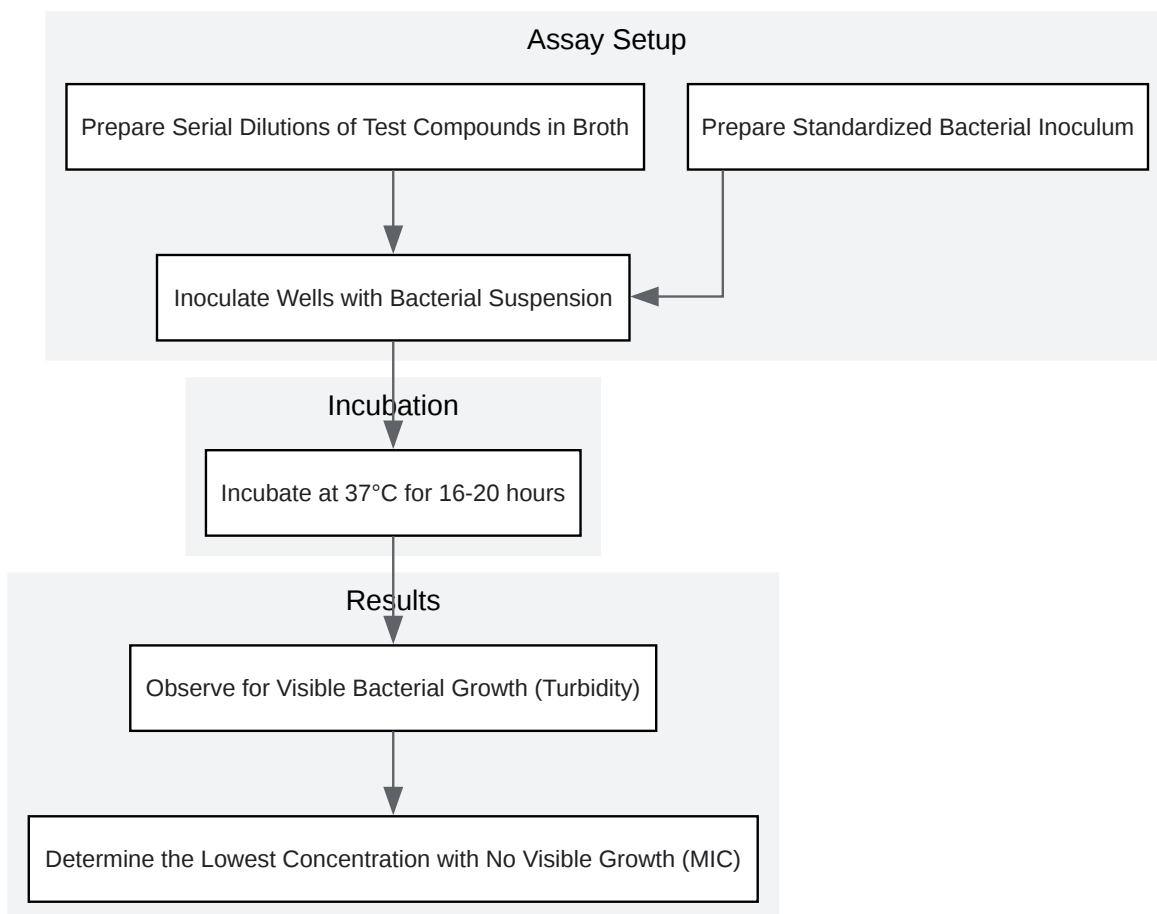 Assay Setup
Prepare Serial Dilutions of Test Compounds in Broth
Prepare Standardized Bacterial Inoculum
Inoculate Wells with Bacterial Suspension
Incubation
Incubate at 37°C for 16-20 hours
Results
Observe for Visible Bacterial Growth (Turbidity)
Determine the Lowest Concentration with No Visible Growth (MIC)